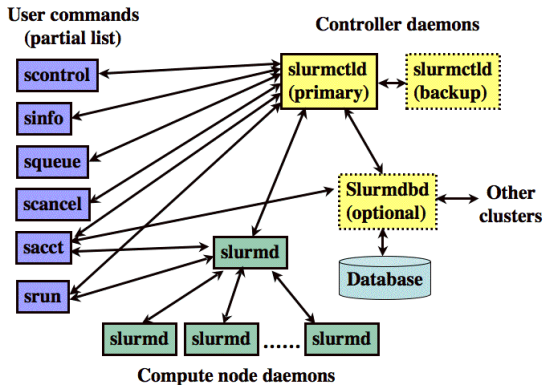 User commands
(partial list)
Controller daemons
scontrol
slurmctld
(primary)
slurmctld
(backup)
sinfo
squeue
scancel
Slurmdbd
(optional)
Other
clusters
sacct
slurmd
Database
srun
slurmd
slurmd
......
slurmd
Compute node daemons